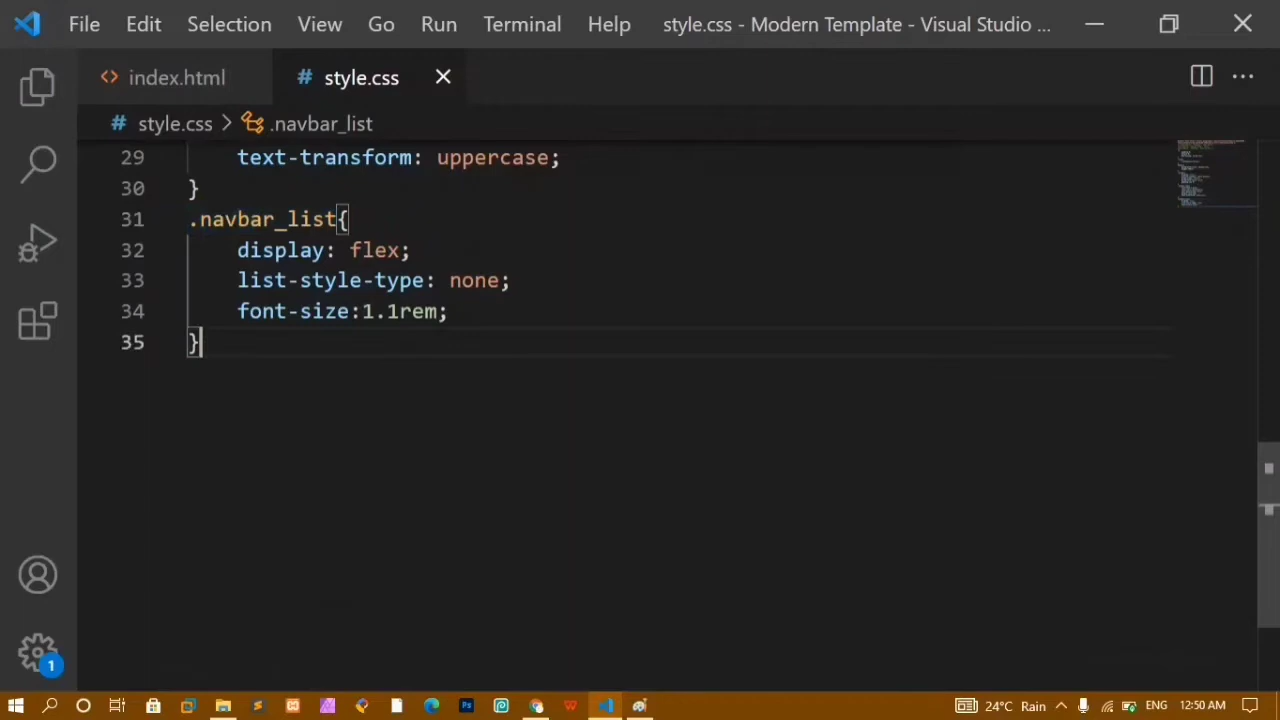 File Edit Selection View Go Run Terminal Help style.css - Modern Template - Visual Studio ...
<> index.html # style.css
# style.css > .navbar_list
29 text-transform: uppercase;
30 }
31 .navbar_list{
32 display: flex;
33 list-style-type: none;
34 font-size:1.1rem;
35 }
1
24°C Rain ENG 12:50 AM